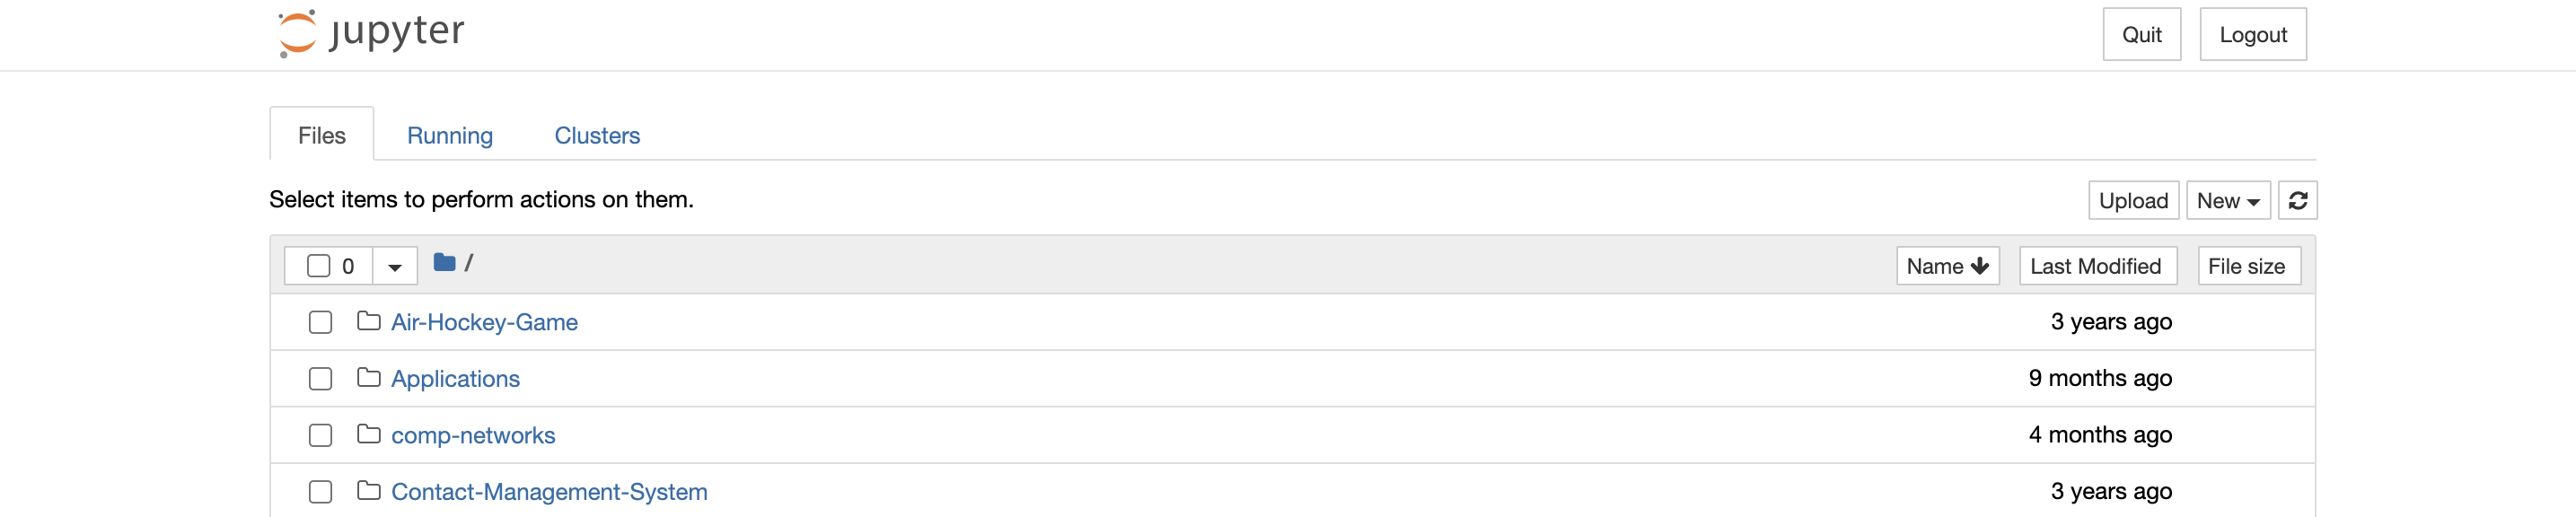 jupyter
Quit Logout
Files Running Clusters
Select items to perform actions on them.
Upload New
0 / Name Last Modified File size
Air-Hockey-Game 3 years ago
Applications 9 months ago
comp-networks 4 months ago
Contact-Management-System 3 years ago